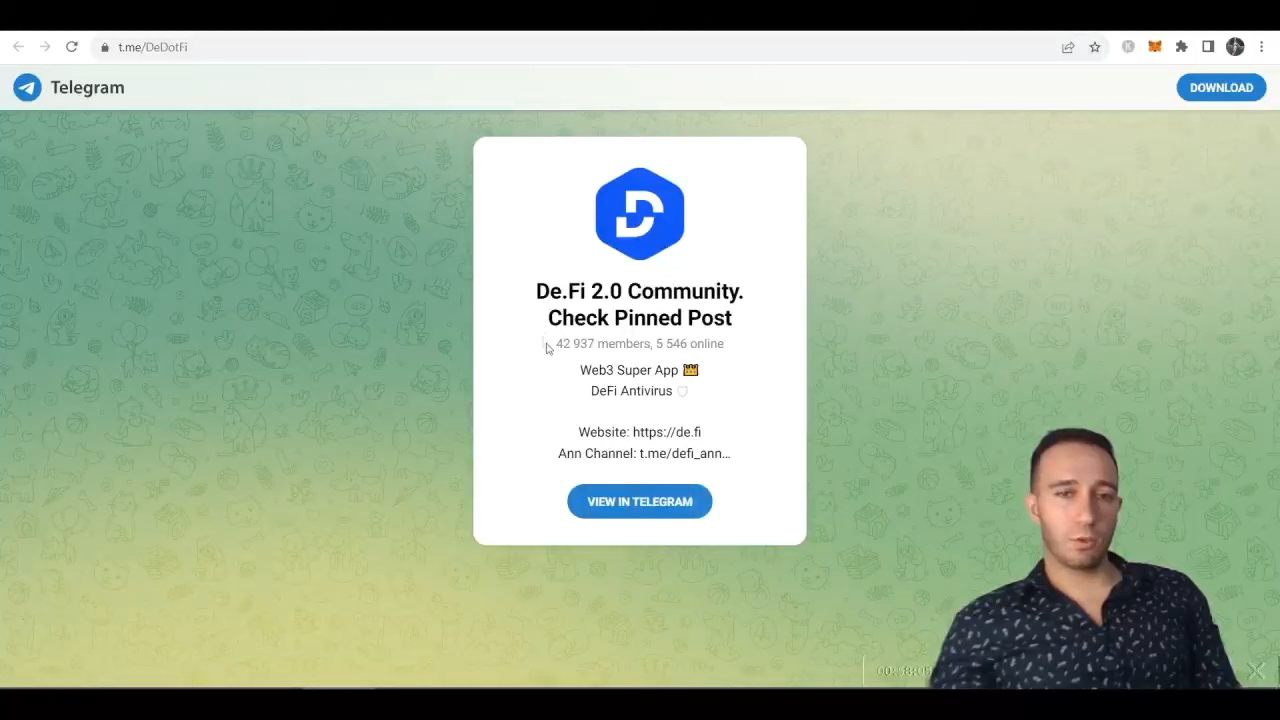 t.me/DeDotFi
Telegram
DOWNLOAD
De.Fi 2.0 Community.
Check Pinned Post
42 937 members, 5 546 online
Web3 Super App
DeFi Antivirus
Website: https://de.fi
Ann Channel: t.me/defi_ann...
VIEW IN TELEGRAM